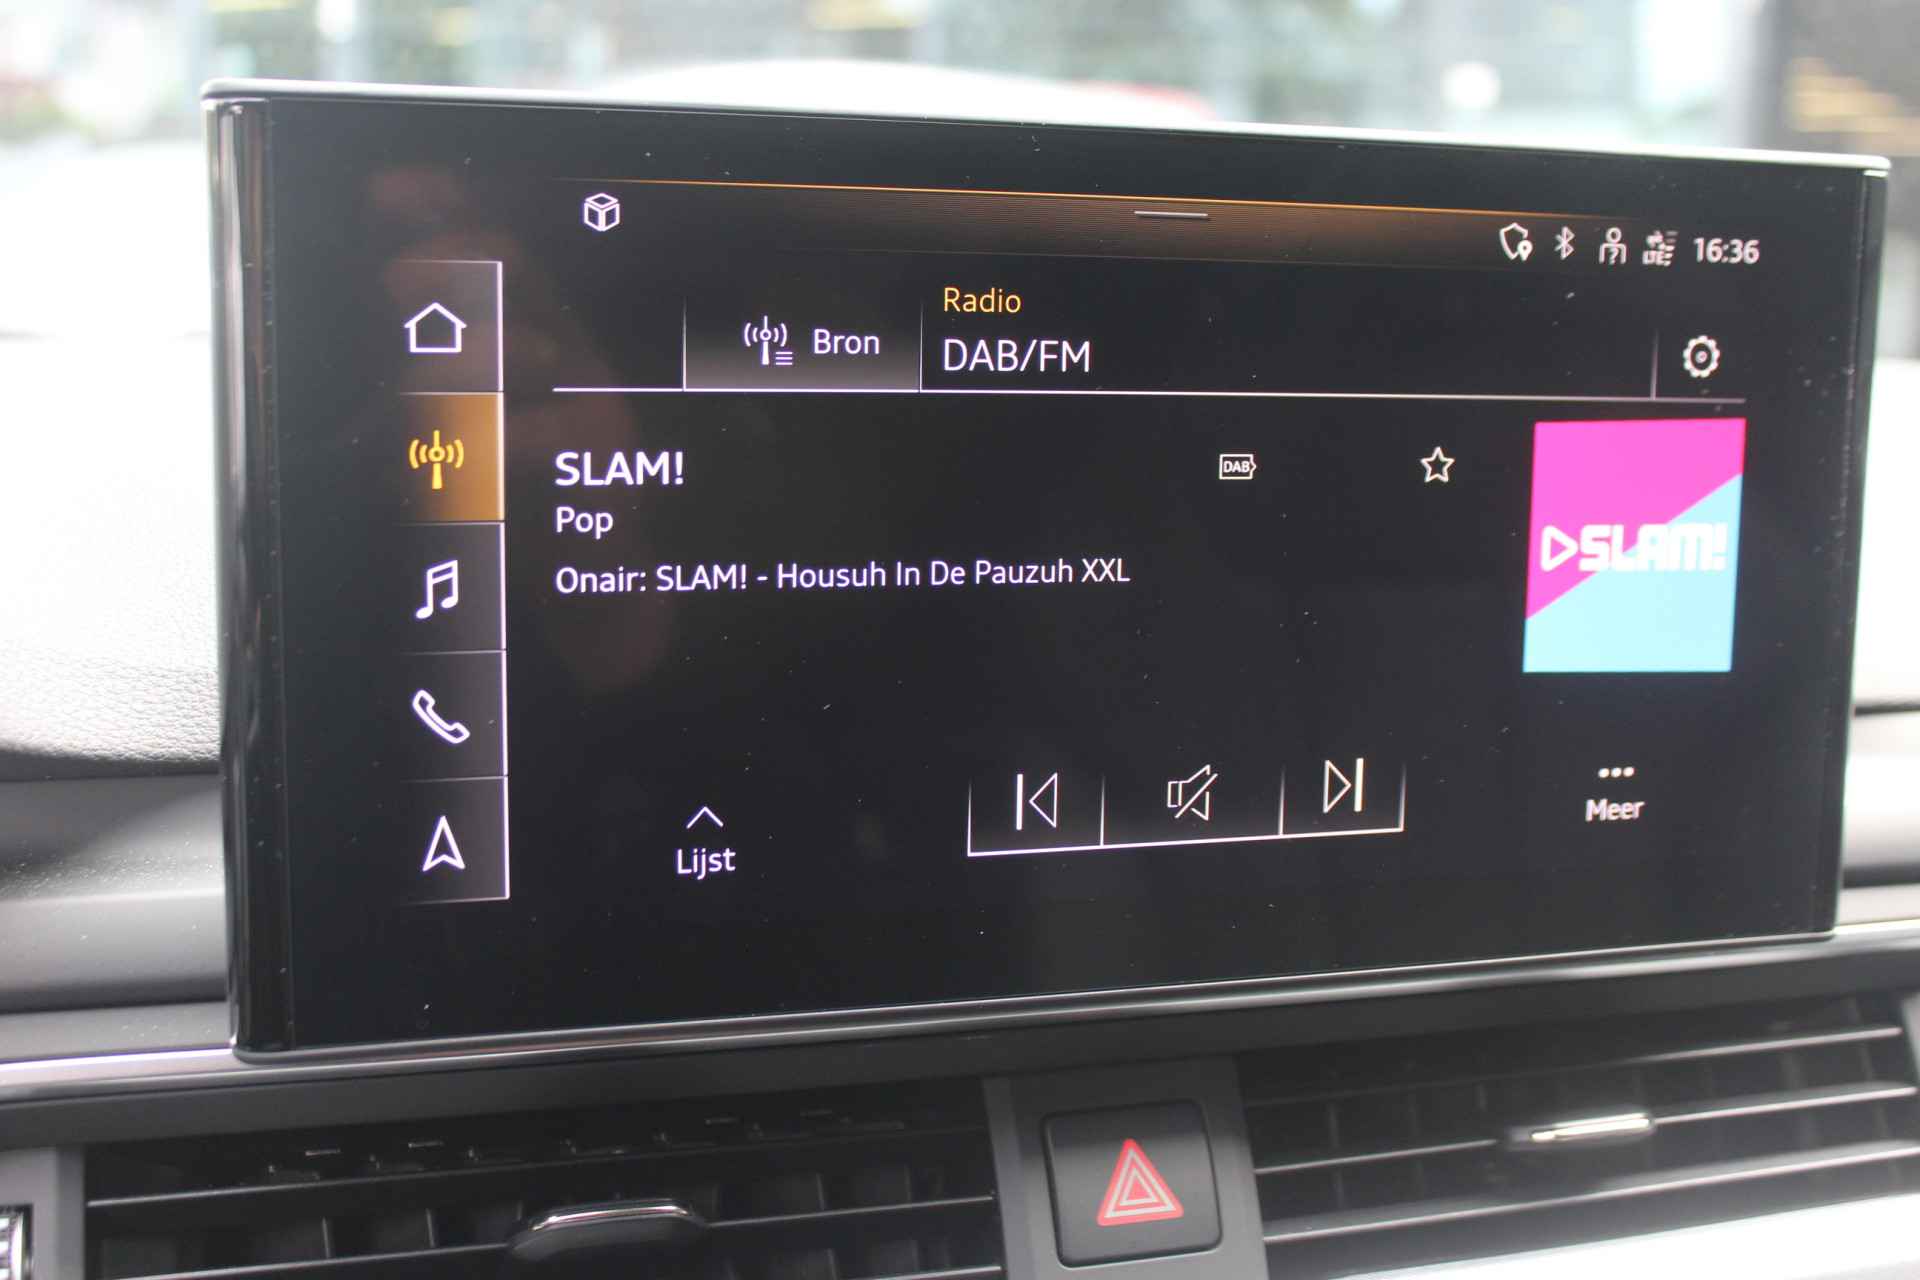 LTE 16:36
Radio
Bron
DAB/FM
SLAM!
DAB
Pop
SLAM!
Onair: SLAM! - Housuh In De Pauzuh XXL
Lijst
Meer